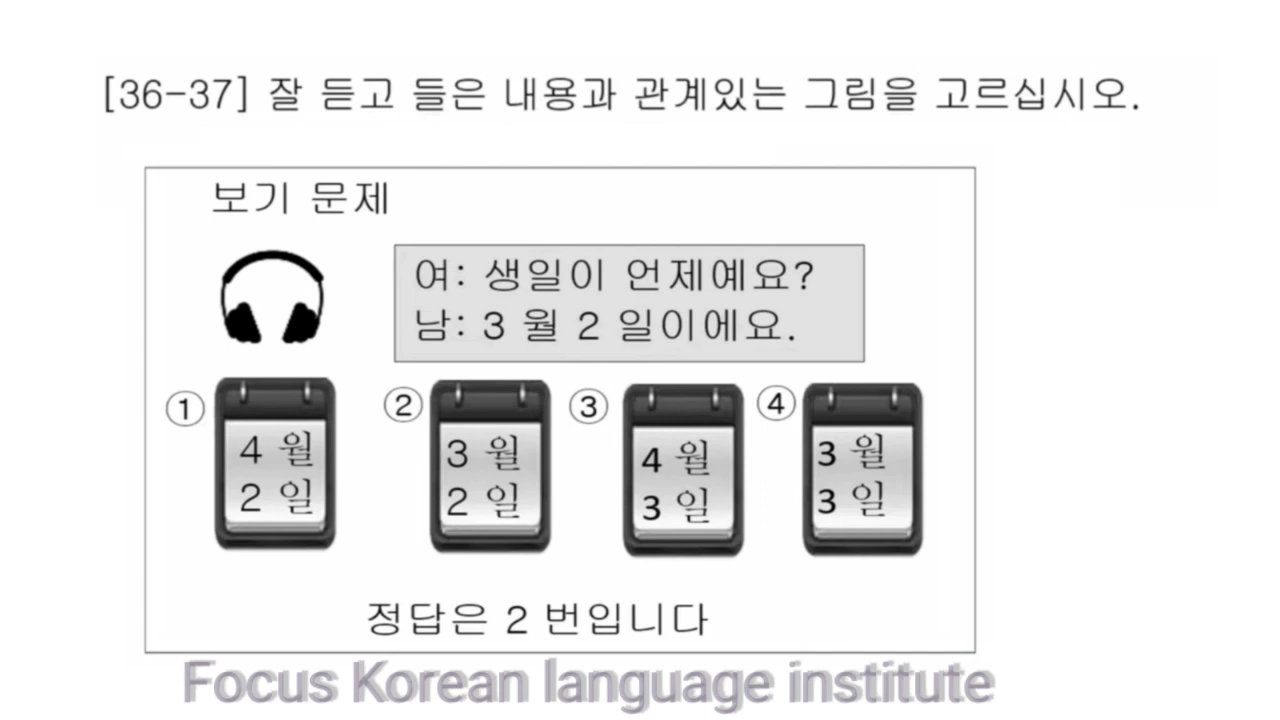 [36-37] 잘 듣고 들은 내용과 관계있는 그림을 고르십시오.
보기 문제
여: 생일이 언제예요?
남: 3 월 2 일이에요.
① 4 월 2 일
② 3 월 2 일
③ 4 월 3 일
④ 3 월 3 일
정답은 2 번입니다
Focus Korean language institute